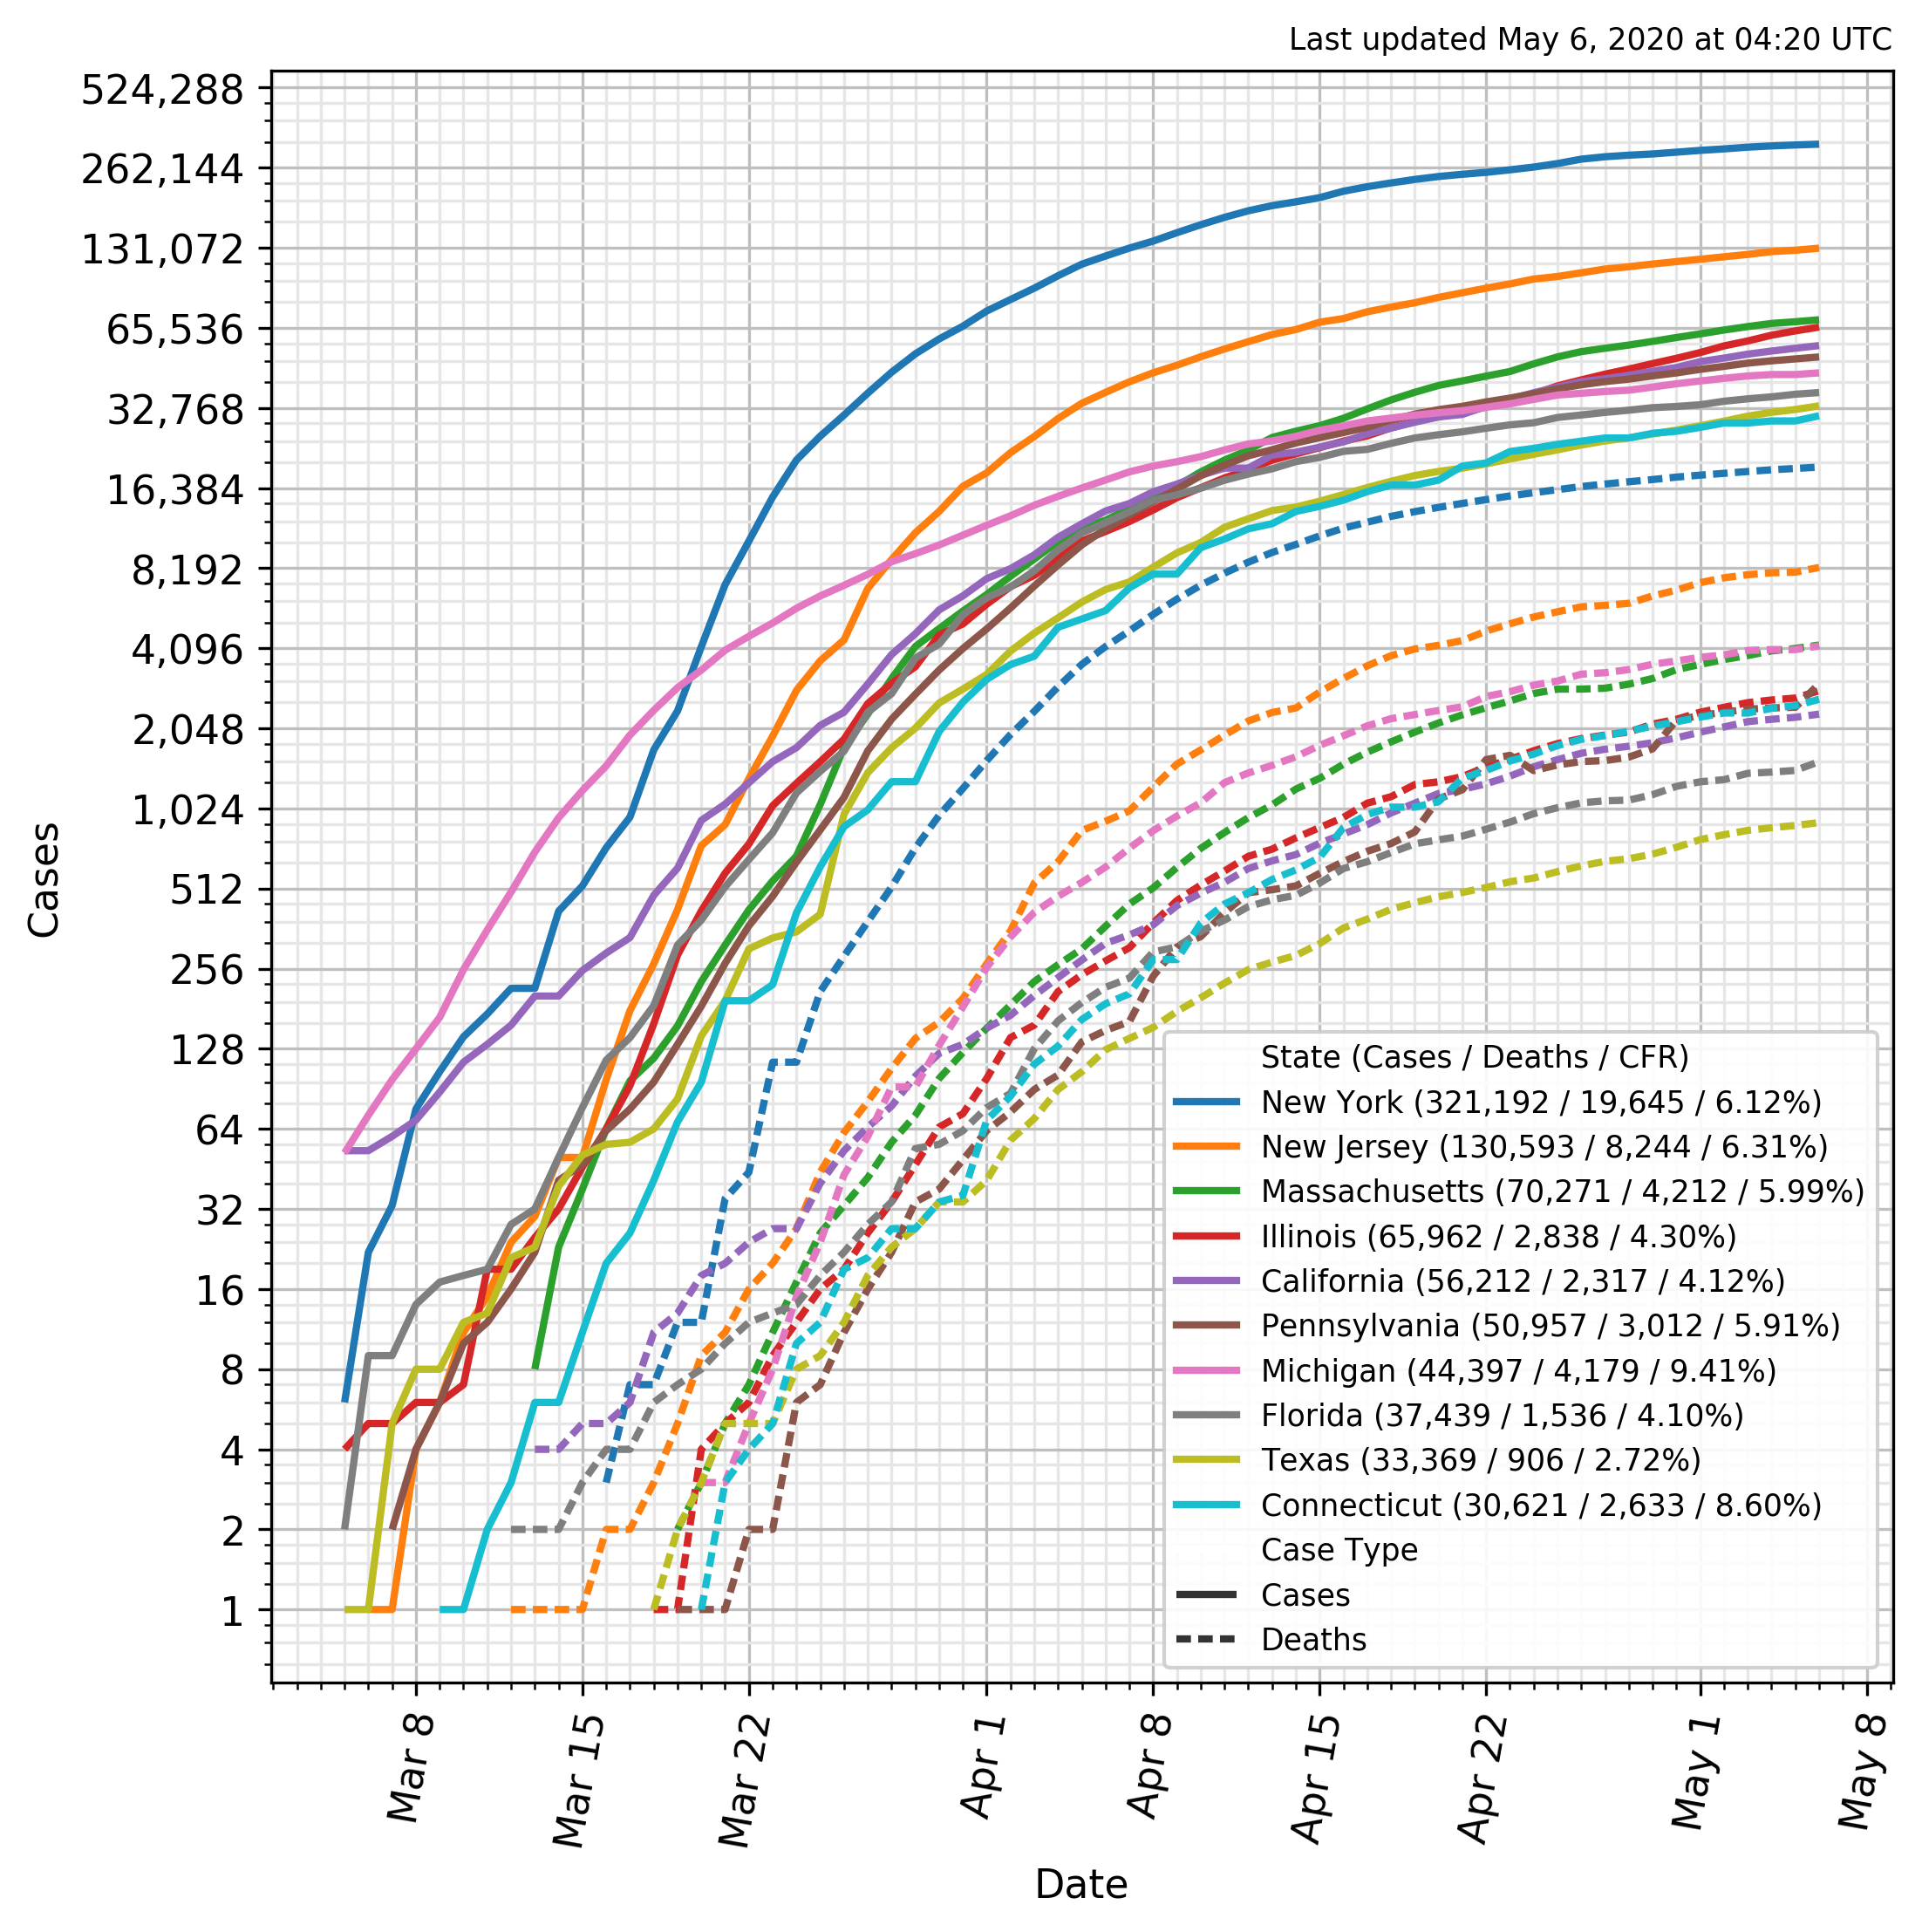 Last updated May 6, 2020 at 04:20 UTC
524,288
262,144
131,072
65,536
32,768
16,384
8,192
4,096
2,048
1,024
512
256
128
64
32
16
8
4
2
1
Cases
State (Cases / Deaths / CFR)
New York (321,192 / 19,645 / 6.12%)
New Jersey (130,593 / 8,244 / 6.31%)
Massachusetts (70,271 / 4,212 / 5.99%)
Illinois (65,962 / 2,838 / 4.30%)
California (56,212 / 2,317 / 4.12%)
Pennsylvania (50,957 / 3,012 / 5.91%)
Michigan (44,397 / 4,179 / 9.41%)
Florida (37,439 / 1,536 / 4.10%)
Texas (33,369 / 906 / 2.72%)
Connecticut (30,621 / 2,633 / 8.60%)
Case Type
Cases
Deaths
Mar 8
Mar 15
Mar 22
Apr 1
Apr 8
Apr 15
Apr 22
May 1
May 8
Date